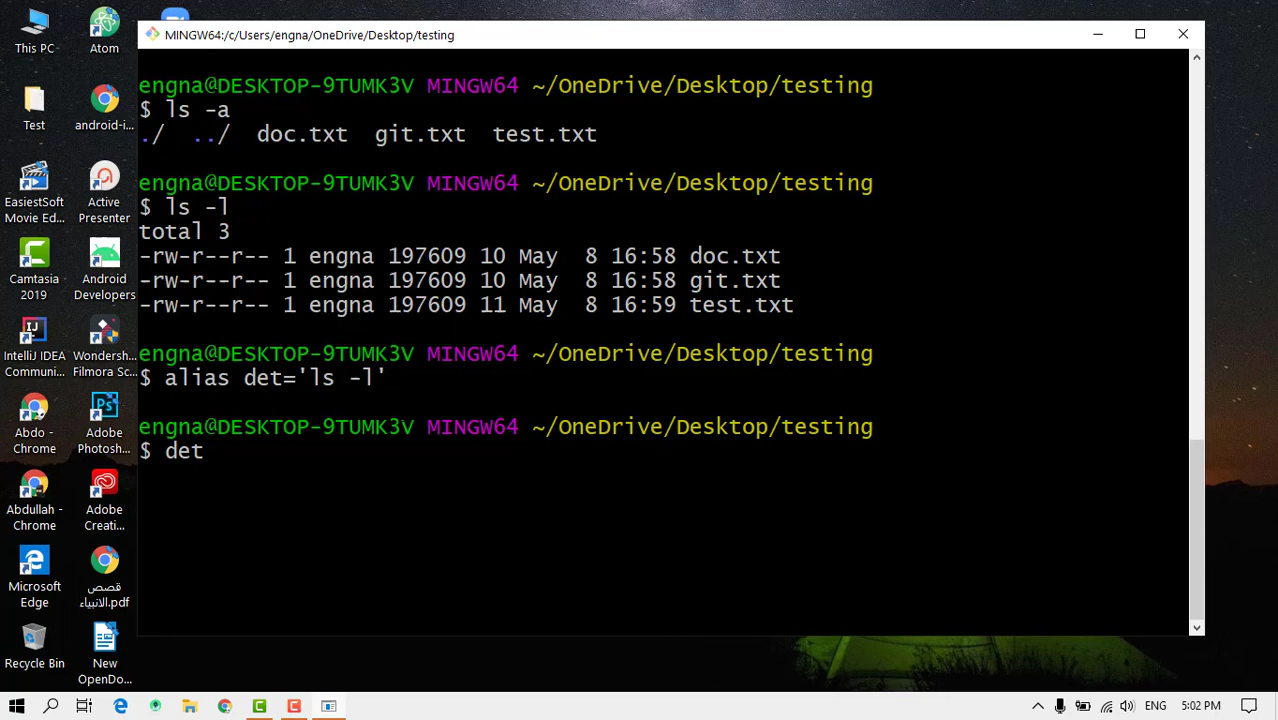 This PC
Atom
Test
android-i...
EasiestSoft
Movie Ed...
Active
Presenter
Camtasia
2019
Android
Developers
IntelliJ IDEA
Communi...
Wondersh...
Filmora Sc...
Abdo -
Chrome
Adobe
Photosh...
Abdullah -
Chrome
Adobe
Creati...
Microsoft
Edge
قصص
الانبياء.pdf
Recycle Bin
New
OpenDo...
MINGW64:/c/Users/engna/OneDrive/Desktop/testing
engna@DESKTOP-9TUMK3V MINGW64 ~/OneDrive/Desktop/testing
$ ls -a
./  ../  doc.txt  git.txt  test.txt
engna@DESKTOP-9TUMK3V MINGW64 ~/OneDrive/Desktop/testing
$ ls -l
total 3
-rw-r--r-- 1 engna 197609 10 May  8 16:58 doc.txt
-rw-r--r-- 1 engna 197609 10 May  8 16:58 git.txt
-rw-r--r-- 1 engna 197609 11 May  8 16:59 test.txt
engna@DESKTOP-9TUMK3V MINGW64 ~/OneDrive/Desktop/testing
$ alias det='ls -l'
engna@DESKTOP-9TUMK3V MINGW64 ~/OneDrive/Desktop/testing
$ det
ENG
5:02 PM